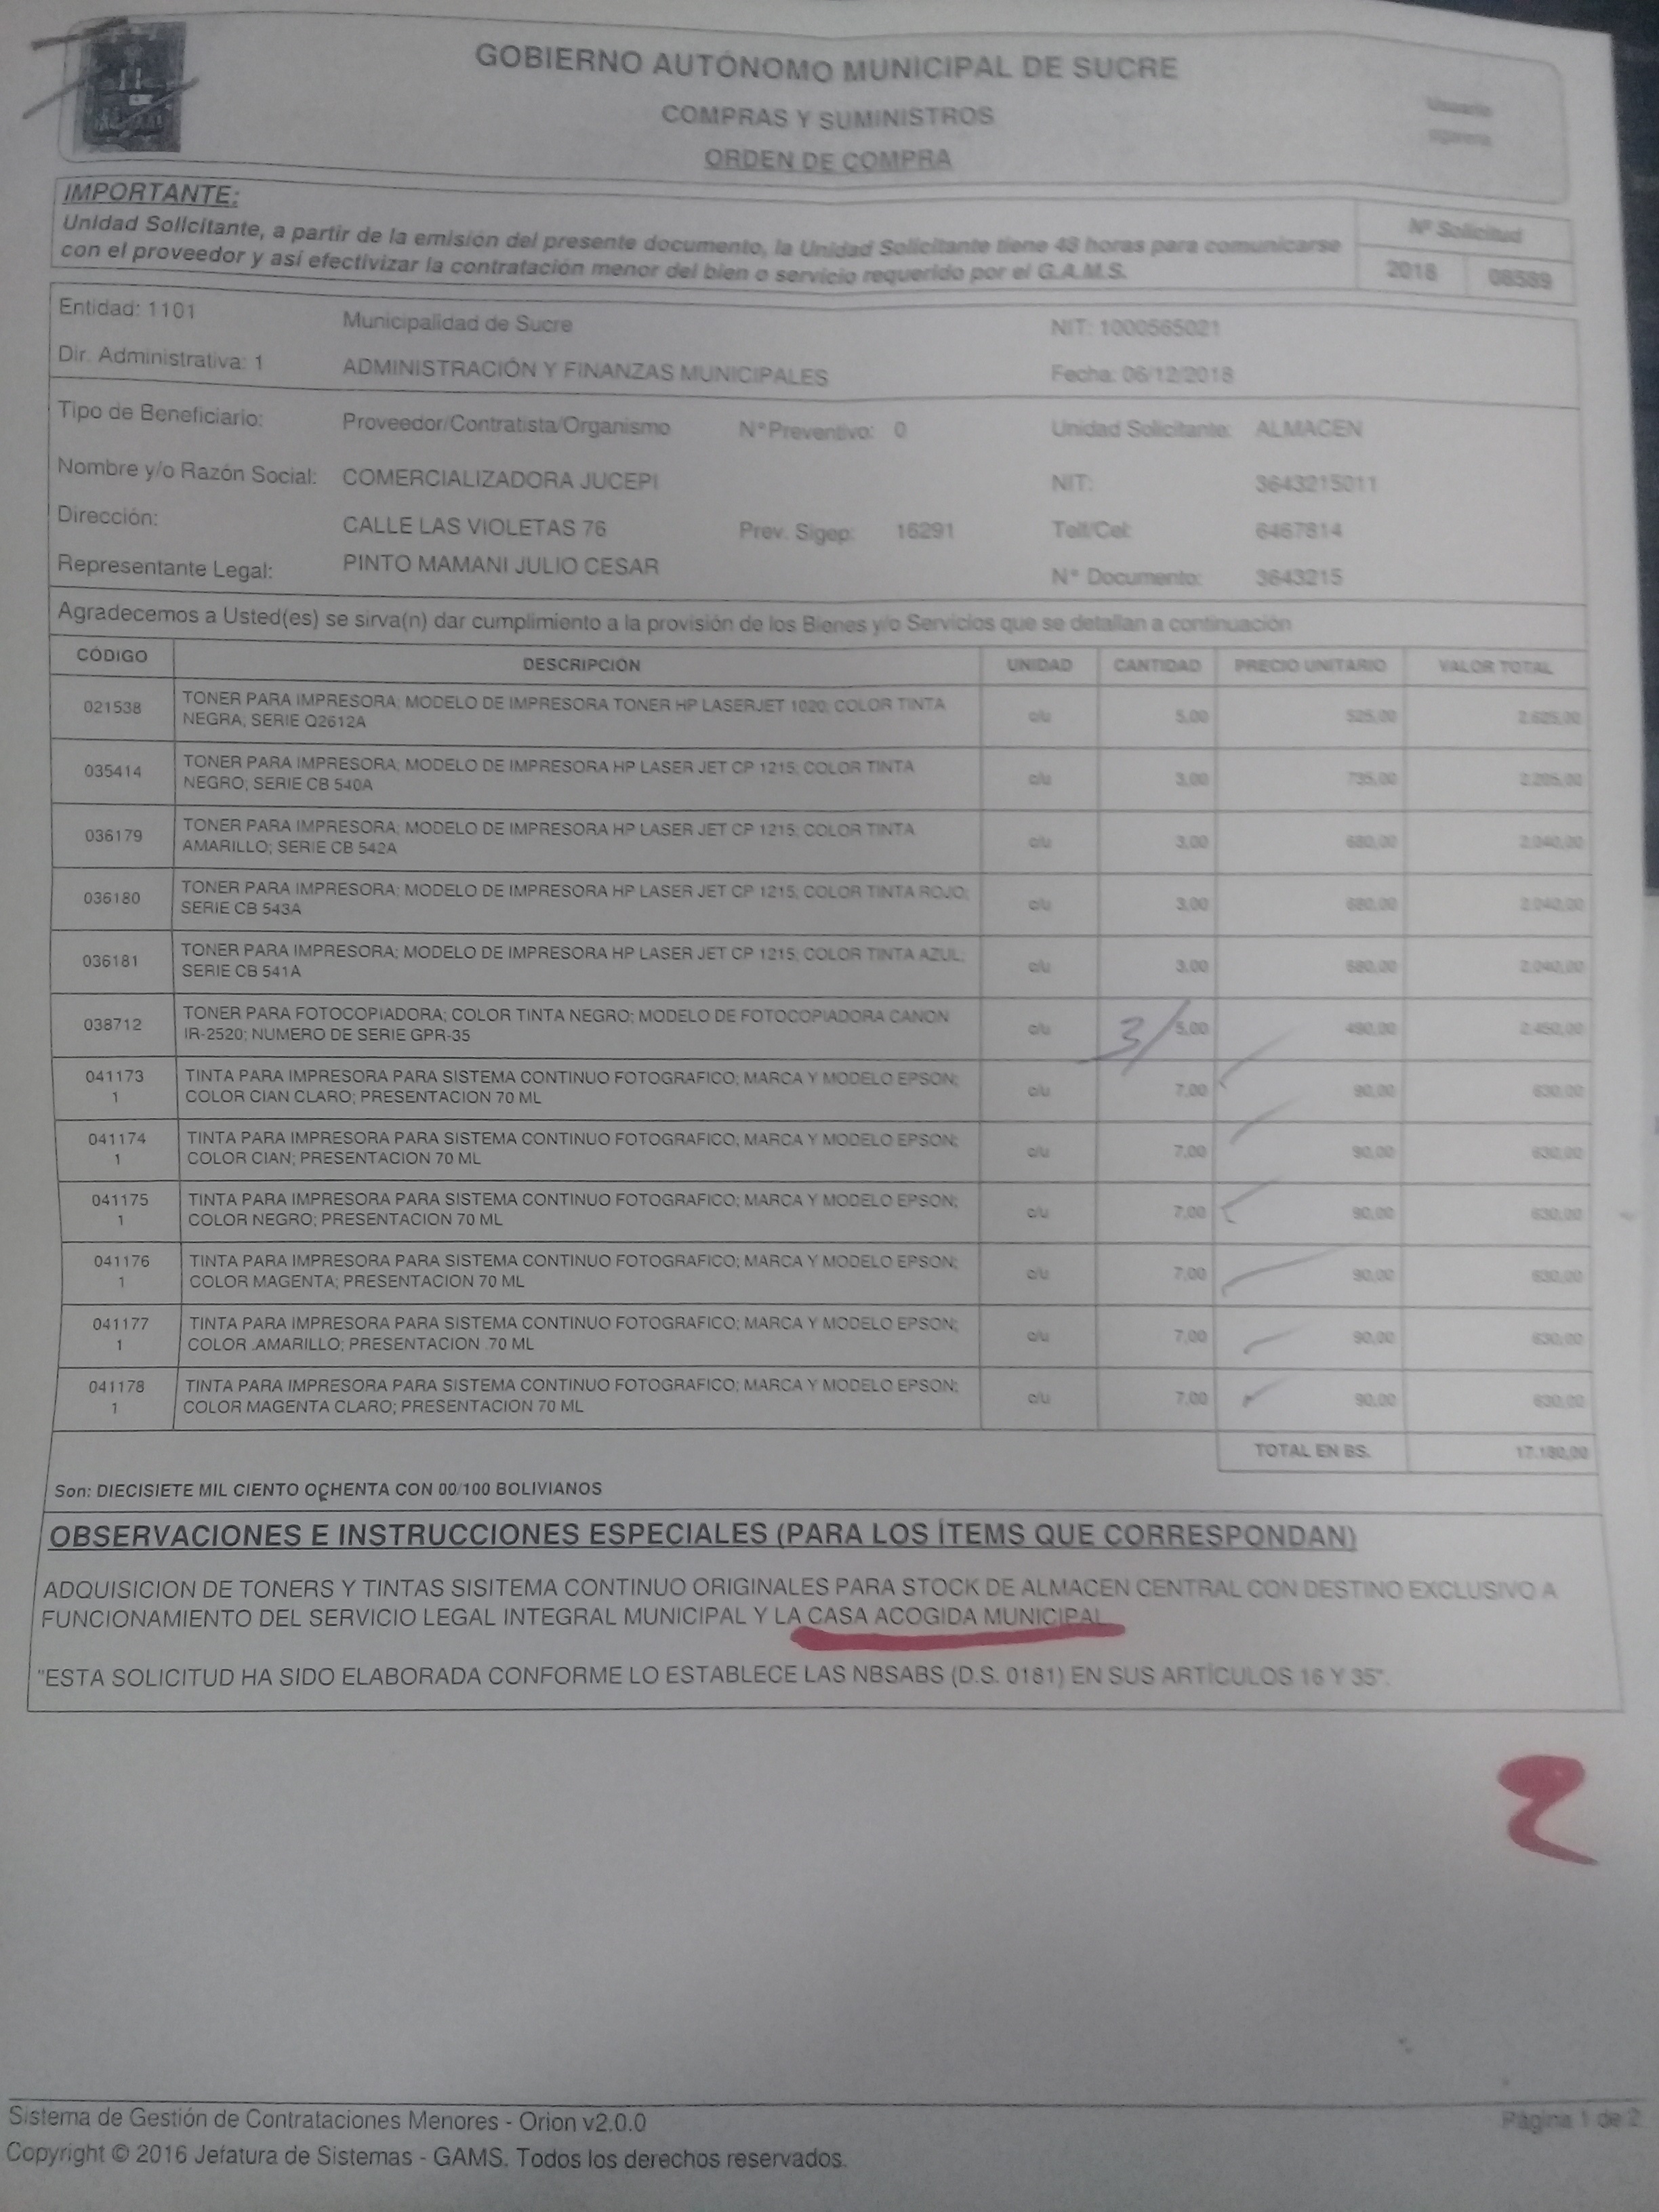 GOBIERNO AUTÓNOMO MUNICIPAL DE SUCRE
COMPRAS Y SUMINISTROS
Usuario
ORDEN DE COMPRA
IMPORTANTE:
Unidad Solicitante, a partir de la emisión del presente documento, la Unidad Solicitante tiene 48 horas para comunicarse
con el proveedor y así efectivizar la contratación menor del bien o servicio requerido por el G.A.M.S.
Nº Solicitud
2018 08589
Entidad: 1101 Municipalidad de Sucre NIT: 1000565021
Dir. Administrativa: 1 ADMINISTRACIÓN Y FINANZAS MUNICIPALES Fecha: 06/12/2018
Tipo de Beneficiario: Proveedor/Contratista/Organismo N°Preventivo: 0 Unidad Solicitante: ALMACEN
Nombre y/o Razón Social: COMERCIALIZADORA JUCEPI NIT: 3643215011
Dirección: CALLE LAS VIOLETAS 76 Prev. Sigep: 16291 Telf/Cel: 6467814
Representante Legal: PINTO MAMANI JULIO CESAR N° Documento: 3643215
Agradecemos a Usted(es) se sirva(n) dar cumplimiento a la provisión de los Bienes y/o Servicios que se detallan a continuación
CÓDIGO DESCRIPCIÓN UNIDAD CANTIDAD PRECIO UNITARIO VALOR TOTAL
021538 TONER PARA IMPRESORA; MODELO DE IMPRESORA TONER HP LASERJET 1020; COLOR TINTA
NEGRA; SERIE Q2612A c/u 5,00 525,00 2.625,00
035414 TONER PARA IMPRESORA; MODELO DE IMPRESORA HP LASER JET CP 1215; COLOR TINTA
NEGRO; SERIE CB 540A c/u 3,00 735,00 2.205,00
036179 TONER PARA IMPRESORA; MODELO DE IMPRESORA HP LASER JET CP 1215; COLOR TINTA
AMARILLO; SERIE CB 542A c/u 3,00 680,00 2.040,00
036180 TONER PARA IMPRESORA; MODELO DE IMPRESORA HP LASER JET CP 1215; COLOR TINTA ROJO;
SERIE CB 543A c/u 3,00 680,00 2.040,00
036181 TONER PARA IMPRESORA; MODELO DE IMPRESORA HP LASER JET CP 1215; COLOR TINTA AZUL;
SERIE CB 541A c/u 3,00 680,00 2.040,00
038712 TONER PARA FOTOCOPIADORA; COLOR TINTA NEGRO; MODELO DE FOTOCOPIADORA CANON
IR-2520; NUMERO DE SERIE GPR-35 c/u 3/ 5,00 490,00 2.450,00
041173 TINTA PARA IMPRESORA PARA SISTEMA CONTINUO FOTOGRAFICO; MARCA Y MODELO EPSON;
1 COLOR CIAN CLARO; PRESENTACION 70 ML c/u 7,00 90,00 630,00
041174 TINTA PARA IMPRESORA PARA SISTEMA CONTINUO FOTOGRAFICO; MARCA Y MODELO EPSON;
1 COLOR CIAN; PRESENTACION 70 ML c/u 7,00 90,00 630,00
041175 TINTA PARA IMPRESORA PARA SISTEMA CONTINUO FOTOGRAFICO; MARCA Y MODELO EPSON;
1 COLOR NEGRO; PRESENTACION 70 ML c/u 7,00 90,00 630,00
041176 TINTA PARA IMPRESORA PARA SISTEMA CONTINUO FOTOGRAFICO; MARCA Y MODELO EPSON;
1 COLOR MAGENTA; PRESENTACION 70 ML c/u 7,00 90,00 630,00
041177 TINTA PARA IMPRESORA PARA SISTEMA CONTINUO FOTOGRAFICO; MARCA Y MODELO EPSON;
1 COLOR AMARILLO; PRESENTACION 70 ML c/u 7,00 90,00 630,00
041178 TINTA PARA IMPRESORA PARA SISTEMA CONTINUO FOTOGRAFICO; MARCA Y MODELO EPSON;
1 COLOR MAGENTA CLARO; PRESENTACION 70 ML c/u 7,00 90,00 630,00
TOTAL EN BS. 17.180,00
Son: DIECISIETE MIL CIENTO OCHENTA CON 00/100 BOLIVIANOS
OBSERVACIONES E INSTRUCCIONES ESPECIALES (PARA LOS ÍTEMS QUE CORRESPONDAN)
ADQUISICION DE TONERS Y TINTAS SISITEMA CONTINUO ORIGINALES PARA STOCK DE ALMACEN CENTRAL CON DESTINO EXCLUSIVO A
FUNCIONAMIENTO DEL SERVICIO LEGAL INTEGRAL MUNICIPAL Y LA CASA ACOGIDA MUNICIPAL
"ESTA SOLICITUD HA SIDO ELABORADA CONFORME LO ESTABLECE LAS NBSABS (D.S. 0181) EN SUS ARTÍCULOS 16 Y 35".
2
Sistema de Gestión de Contrataciones Menores - Orion v2.0.0 Página 1 de 2
Copyright © 2016 Jefatura de Sistemas - GAMS. Todos los derechos reservados.